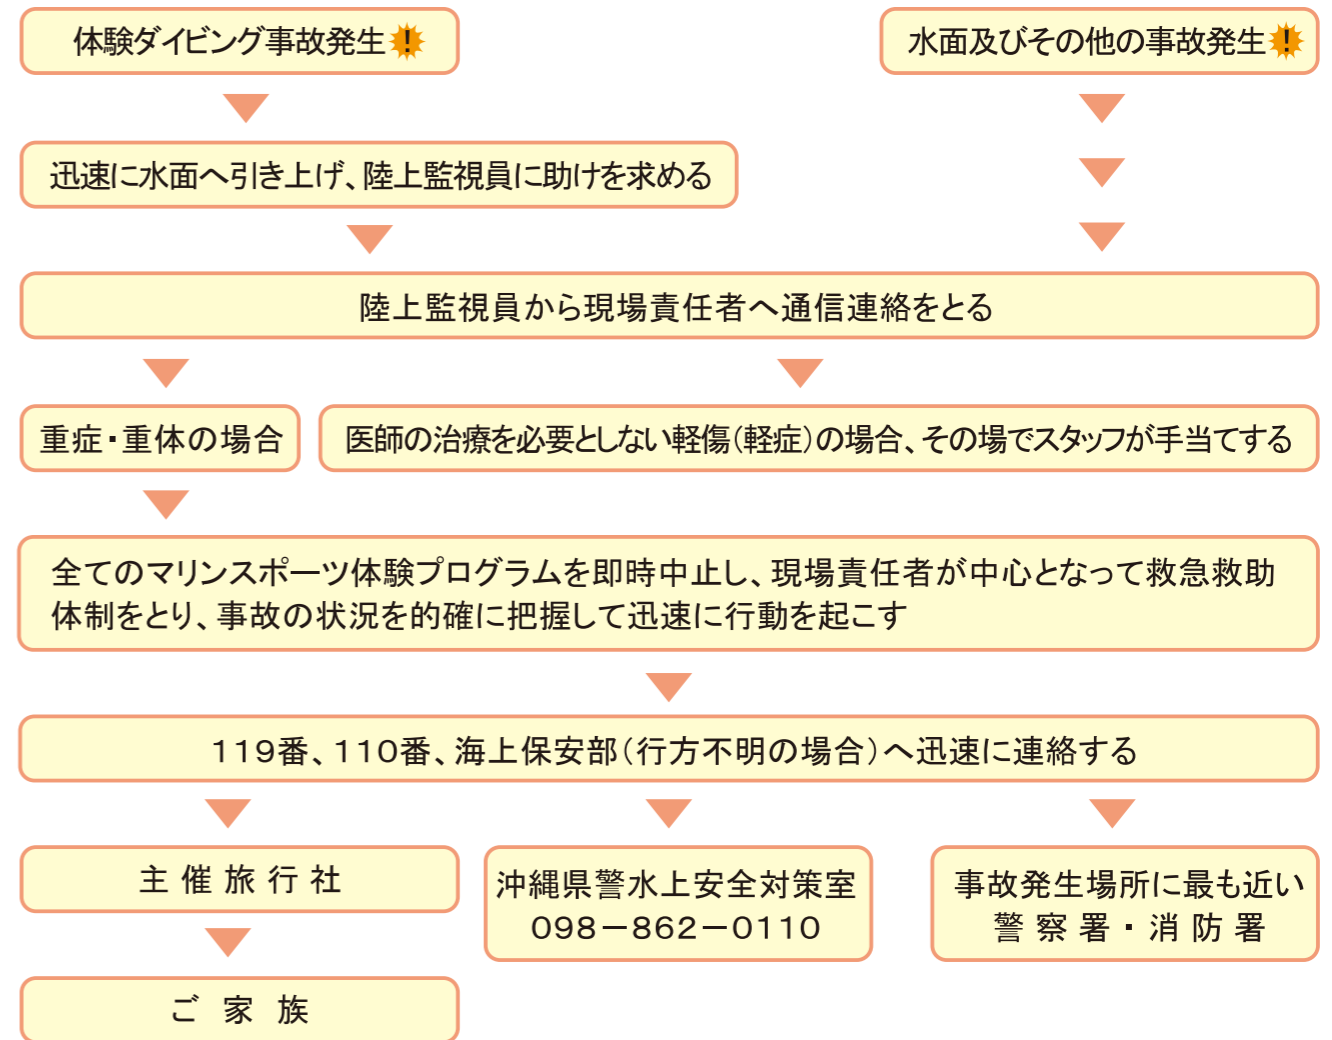 体験ダイビング事故発生!
水面及びその他の事故発生!
迅速に水面へ引き上げ、陸上監視員に助けを求める
陸上監視員から現場責任者へ通信連絡をとる
重症・重体の場合
医師の治療を必要としない軽傷(軽症)の場合、その場でスタッフが手当てする
全てのマリンスポーツ体験プログラムを即時中止し、現場責任者が中心となって救急救助
体制をとり、事故の状況を的確に把握して迅速に行動を起こす
119番、110番、海上保安部(行方不明の場合)へ迅速に連絡する
主催旅行社
沖縄県警水上安全対策室
098-862-0110
事故発生場所に最も近い
警察署・消防署
ご家族